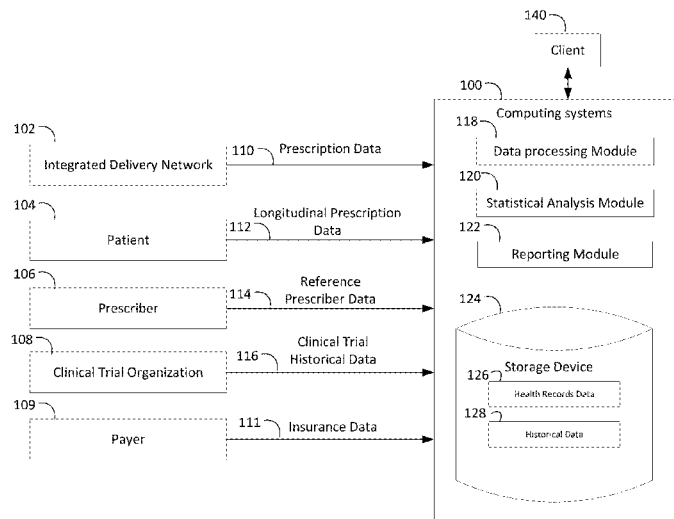 140
Client
100
Computing systems
102
118
Integrated Delivery Network
110
Prescription Data
Data processing Module
104
120
Patient
112
Longitudinal Prescription
Data
Statistical Analysis Module
122
Reporting Module
106
Prescriber
114
Reference
Prescriber Data
124
108
Clinical Trial Organization
116
Clinical Trial
Historical Data
Storage Device
126
Health Records Data
109
128
Payer
111
Insurance Data
Historical Data